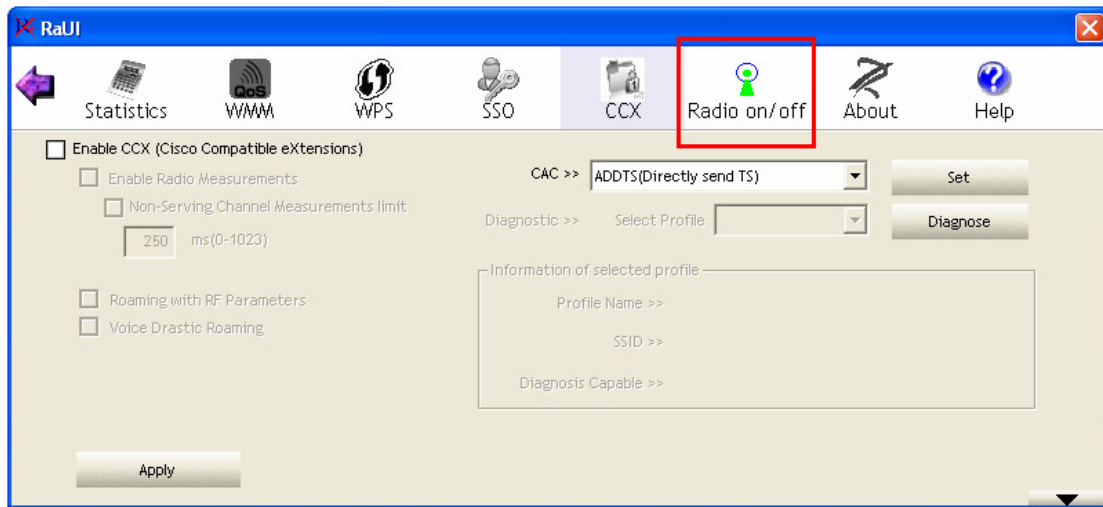 RaUI
QoS
Statistics WMM WPS SSO CCX Radio on/off About Help
Enable CCX (Cisco Compatible eXtensions)
Enable Radio Measurements
Non-Serving Channel Measurements limit
250 ms(0-1023)
Roaming with RF Parameters
Voice Drastic Roaming
CAC >> ADDTS(Directly send TS) Set
Diagnostic >> Select Profile Diagnose
Information of selected profile
Profile Name >>
SSID >>
Diagnosis Capable >>
Apply